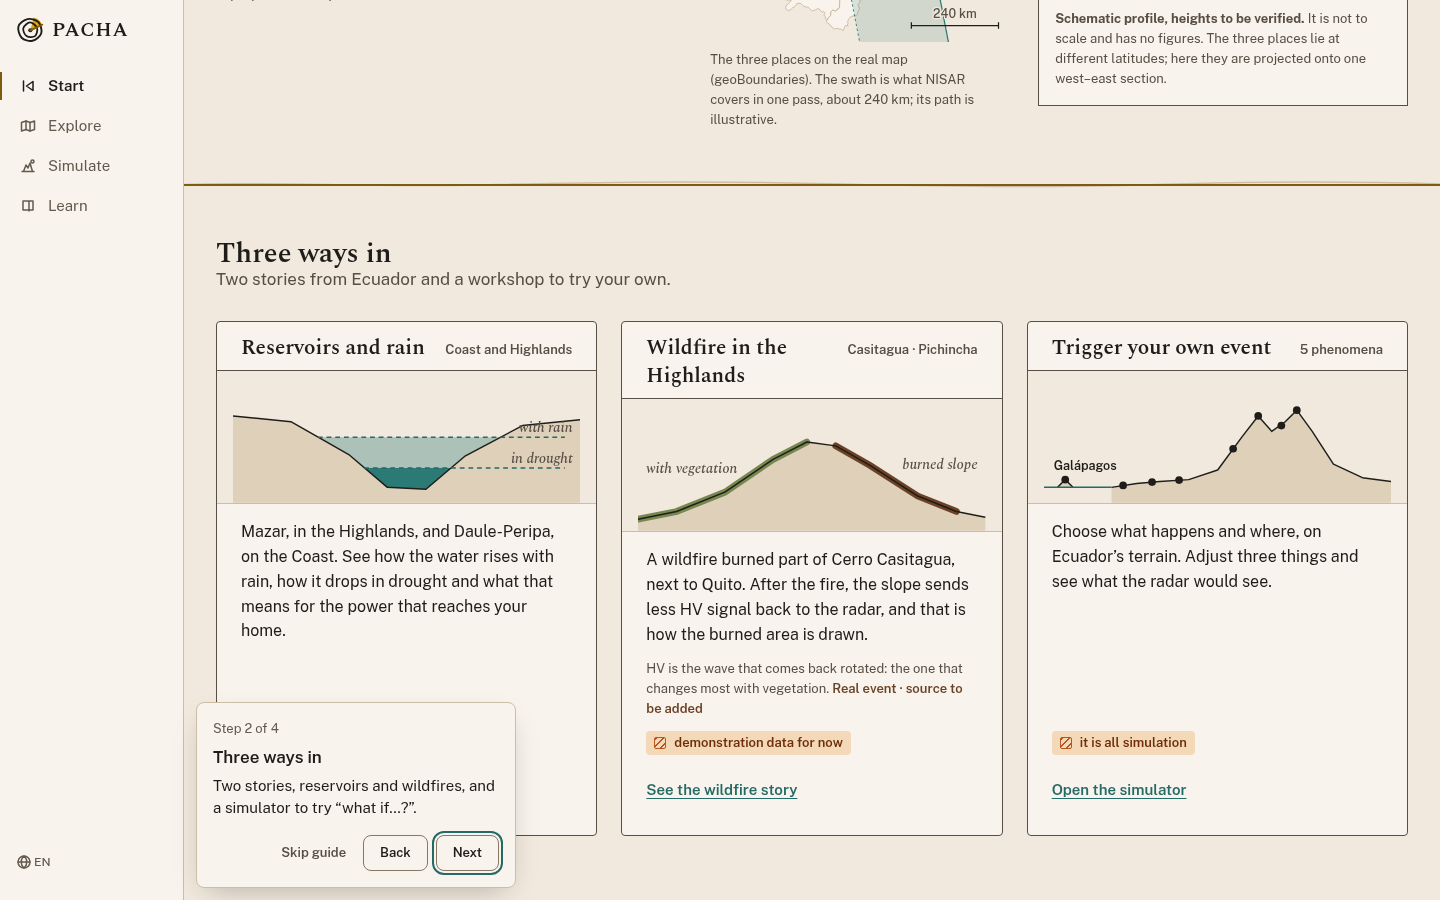 PACHA
Start
Explore
Simulate
Learn
EN
240 km
The three places on the real map
(geoBoundaries). The swath is what NISAR
covers in one pass, about 240 km; its path is
illustrative.
Schematic profile, heights to be verified. It is not to
scale and has no figures. The three places lie at
different latitudes; here they are projected onto one
west–east section.
Three ways in
Two stories from Ecuador and a workshop to try your own.
Reservoirs and rain
Coast and Highlands
with rain
in drought
Mazar, in the Highlands, and Daule-Peripa,
on the Coast. See how the water rises with
rain, how it drops in drought and what that
means for the power that reaches your
home.
Wildfire in the
Highlands
Casitagua · Pichincha
with vegetation
burned slope
A wildfire burned part of Cerro Casitagua,
next to Quito. After the fire, the slope sends
less HV signal back to the radar, and that is
how the burned area is drawn.
HV is the wave that comes back rotated: the one that
changes most with vegetation. Real event · source to
be added
demonstration data for now
See the wildfire story
Trigger your own event
5 phenomena
Galápagos
Choose what happens and where, on
Ecuador’s terrain. Adjust three things and
see what the radar would see.
it is all simulation
Open the simulator
Step 2 of 4
Three ways in
Two stories, reservoirs and wildfires, and
a simulator to try “what if…?”.
Skip guide
Back
Next